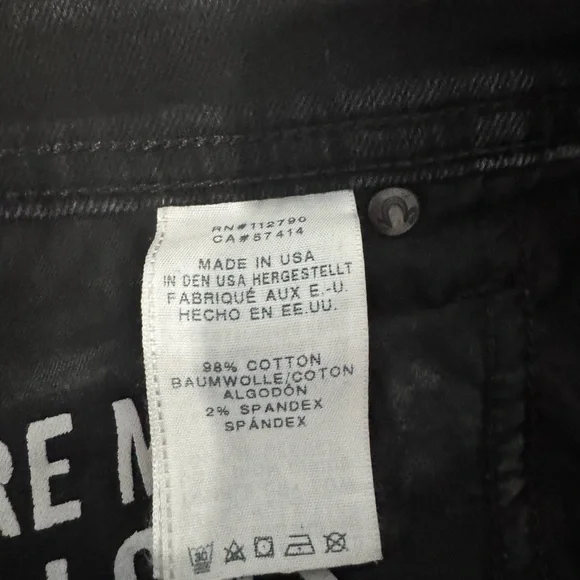 RN#112790
CA#57414
MADE IN USA
IN DEN USA HERGESTELLT
FABRIQUÉ AUX E.-U.
HECHO EN EE.UU.
98% COTTON
BAUMWOLLE/COTON
ALGODÓN
2% SPANDEX
SPÁNDEX
30
RE M